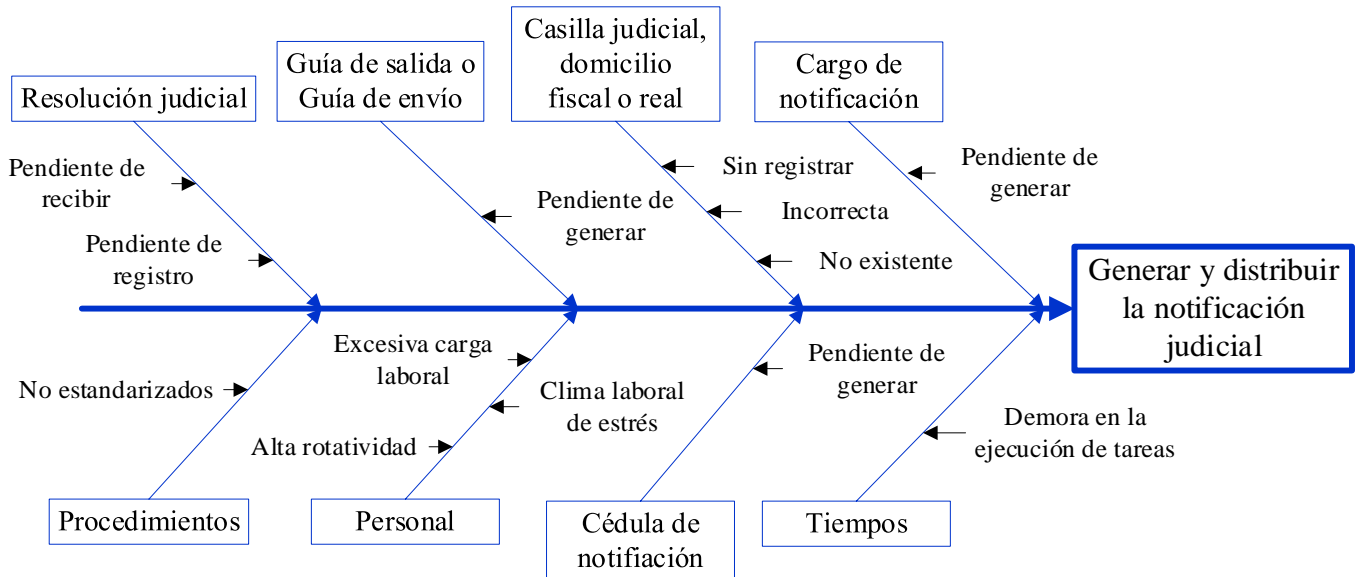 Resolución judicial
Guía de salida o
Guía de envío
Casilla judicial,
domicilio
fiscal o real
Cargo de
notificación
Pendiente de
recibir
Pendiente de
registro
Pendiente de
generar
Sin registrar
Incorrecta
No existente
Pendiente de
generar
Generar y distribuir
la notificación
judicial
No estandarizados
Excesiva carga
laboral
Clima laboral
de estrés
Alta rotatividad
Pendiente de
generar
Demora en la
ejecución de tareas
Procedimientos
Personal
Cédula de
notifiación
Tiempos